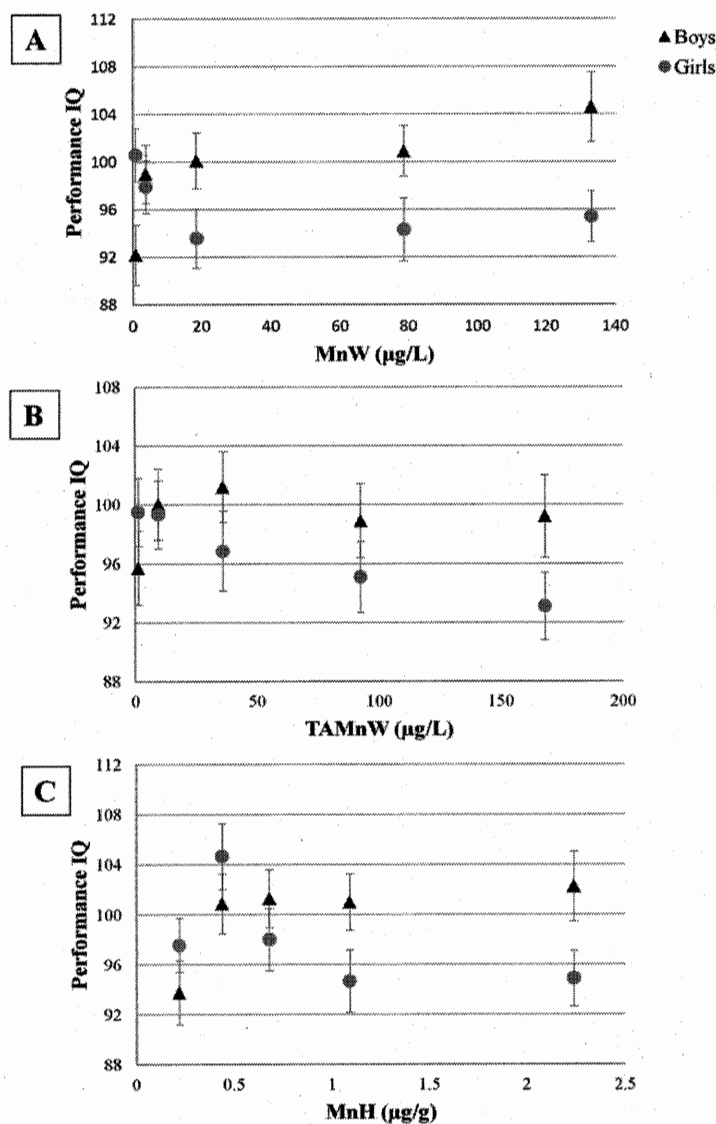 A
▲ Boys
● Girls
Performance IQ
112
108
104
100
96
92
88
0 20 40 60 80 100 120 140
MnW (µg/L)
B
Performance IQ
108
104
100
96
92
88
0 50 100 150 200
TAMnW (µg/L)
C
Performance IQ
112
108
104
100
96
92
88
0 0.5 1 1.5 2 2.5
MnH (µg/g)